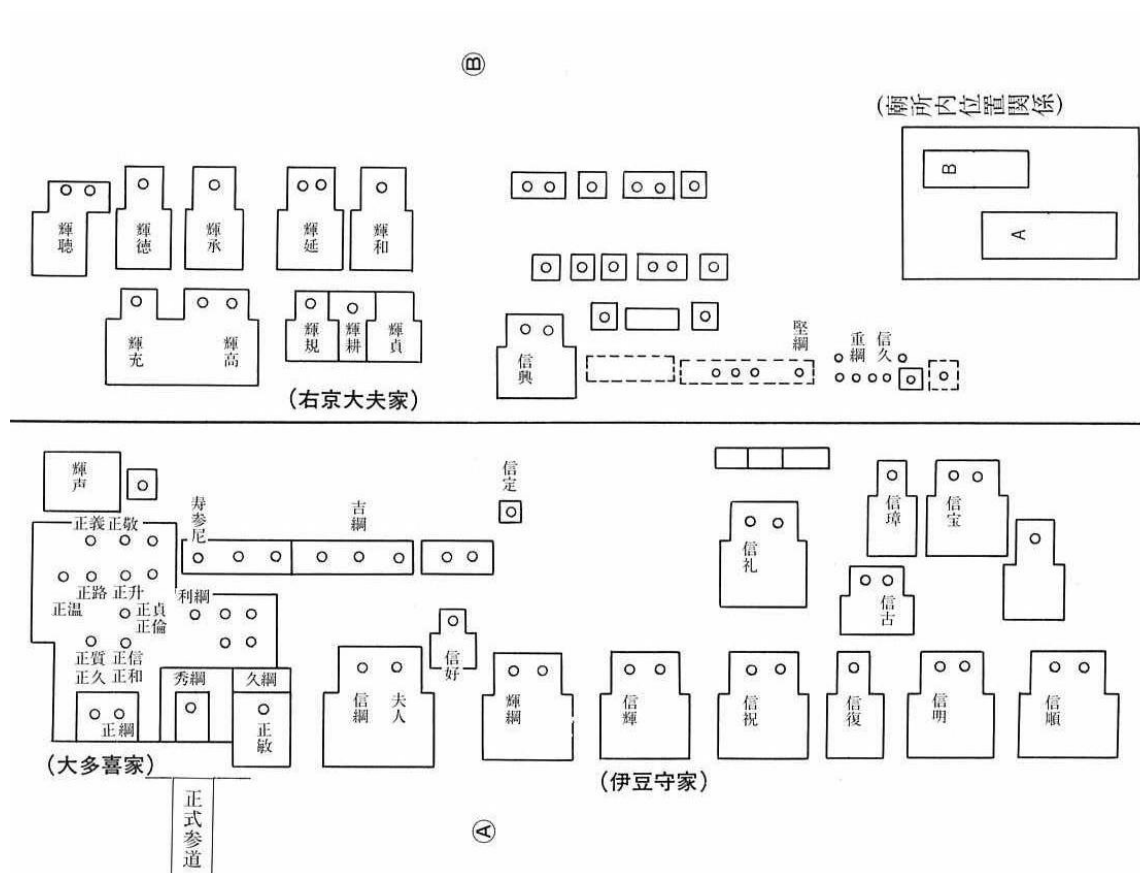 Ⓑ
(廟所内位置関係)
B
A
輝聴
輝徳
輝承
輝延
輝和
輝充
輝高
輝規
輝耕
輝貞
(右京大夫家)
信興
堅綱
重綱
信久
輝声
正義
正敬
寿参尼
吉綱
信定
信礼
信璋
信宝
信古
正路
正升
正温
正貞
正倫
利綱
正質
正久
正信
正和
正綱
秀綱
久綱
正敏
信綱
夫人
信好
輝綱
信輝
信祝
信復
信明
信順
(大多喜家)
(伊豆守家)
正式参道
Ⓐ